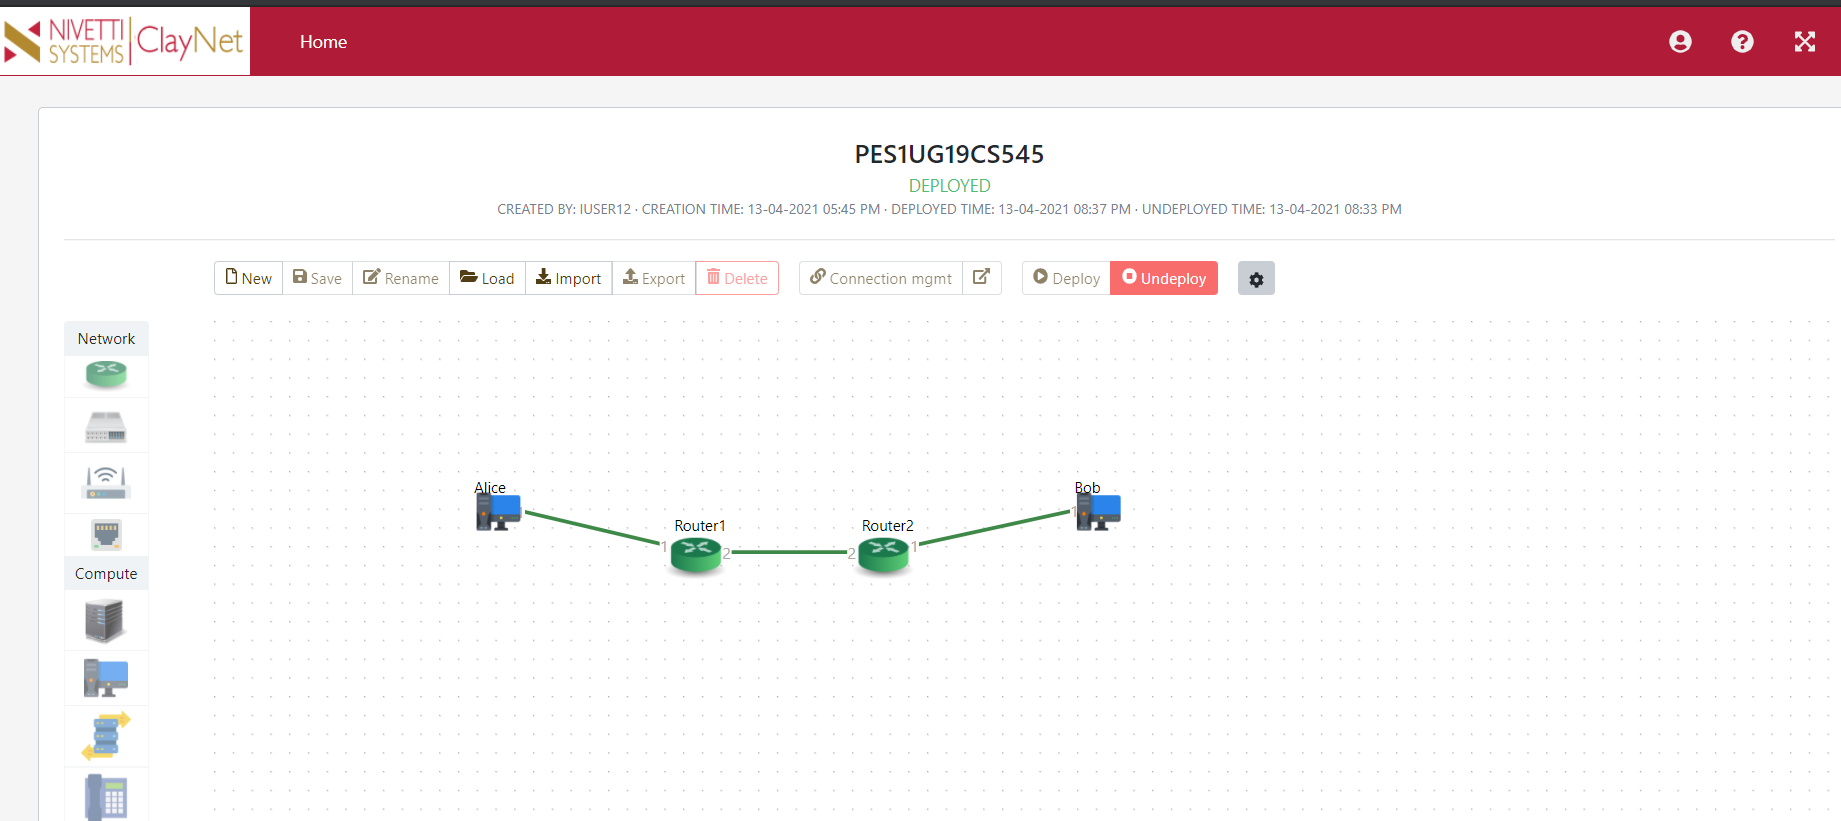 NIVETTI SYSTEMS ClayNet
Home
PES1UG19CS545
DEPLOYED
CREATED BY: IUSER12 · CREATION TIME: 13-04-2021 05:45 PM · DEPLOYED TIME: 13-04-2021 08:37 PM · UNDEPLOYED TIME: 13-04-2021 08:33 PM
New Save Rename Load Import Export Delete Connection mgmt Deploy Undeploy
Network
Alice
Bob
1
Router1
Router2
1 2 2 1
Compute